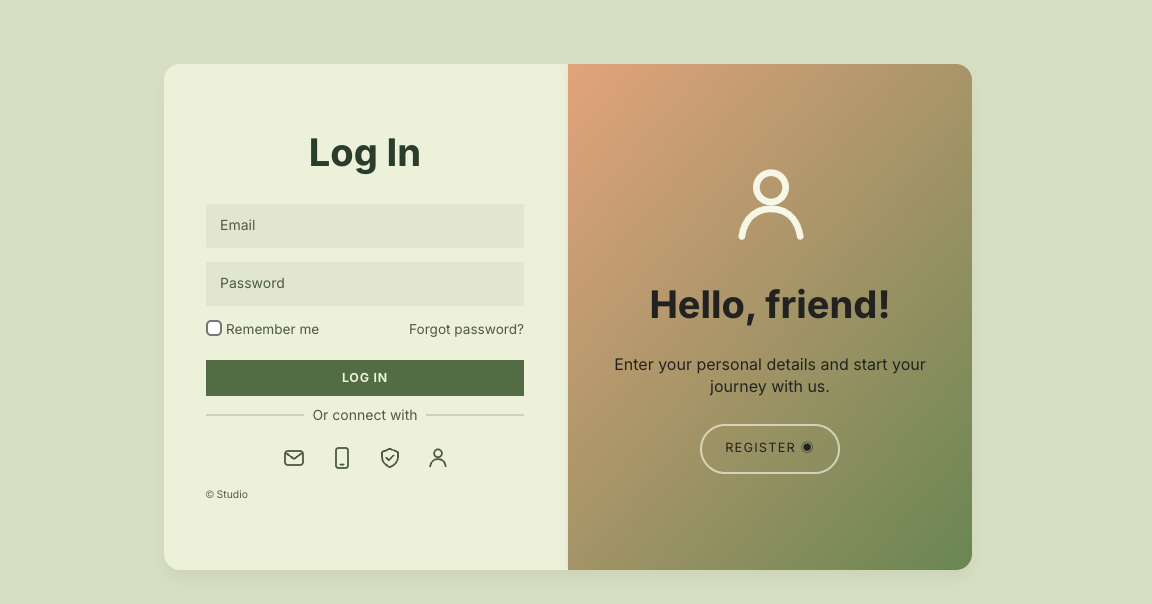 Log In
Email
Password
Remember me
Forgot password?
LOG IN
Or connect with
© Studio
Hello, friend!
Enter your personal details and start your
journey with us.
REGISTER ◉